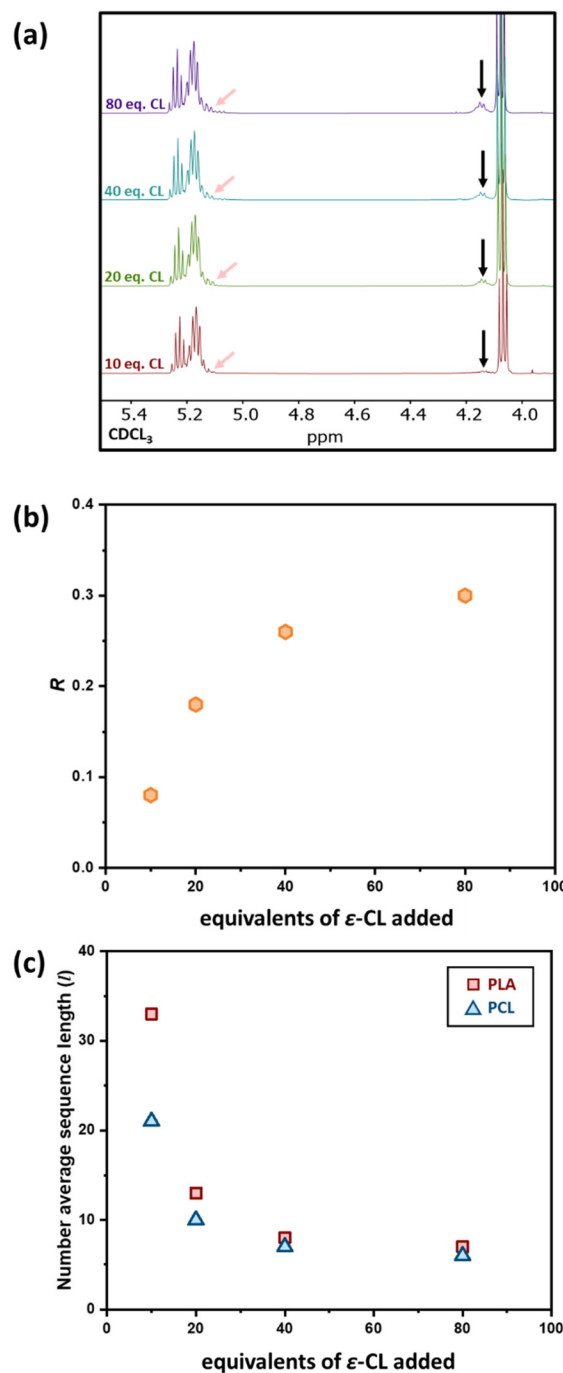 (a)
80 eq. CL
40 eq. CL
20 eq. CL
10 eq. CL
5.4 5.2 5.0 4.8 4.6 4.4 4.2 4.0
CDCL3 ppm
(b)
0.4
0.3
0.2
0.1
0.0
R
0 20 40 60 80 100
equivalents of ε-CL added
(c)
40
30
20
10
0
Number average sequence length (l)
PLA
PCL
0 20 40 60 80 100
equivalents of ε-CL added